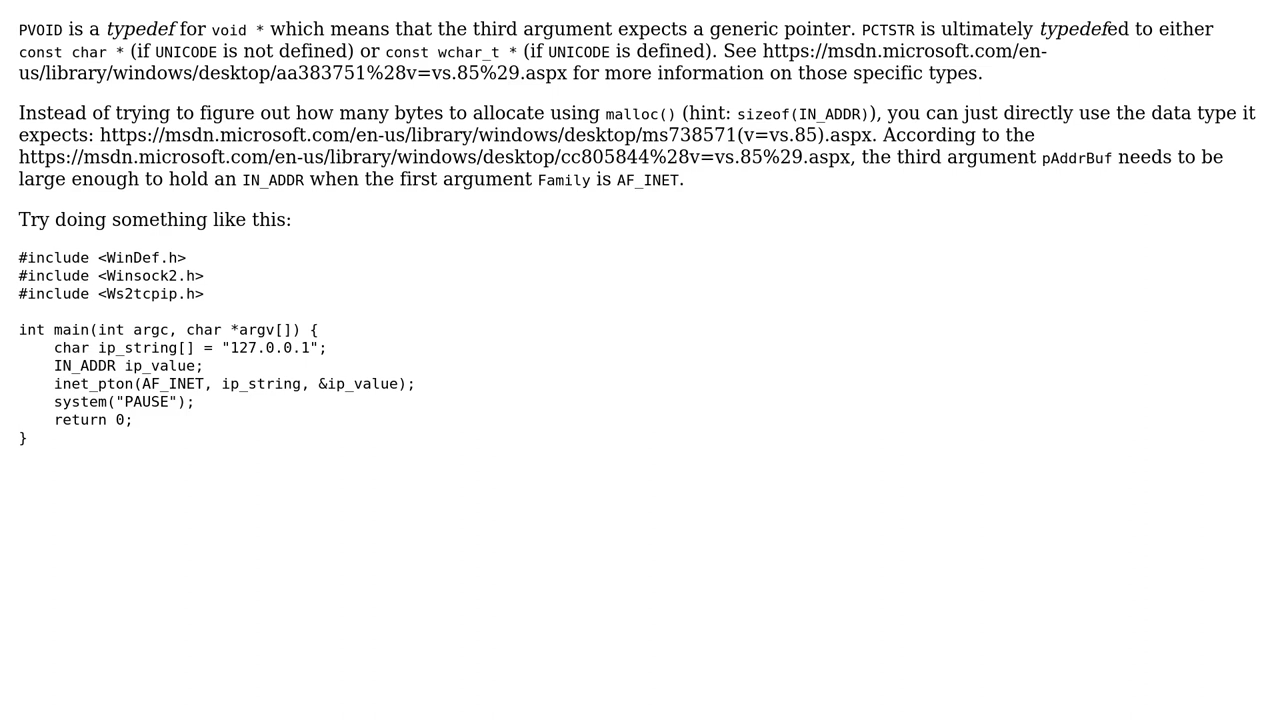 PVOID is a typedef for void * which means that the third argument expects a generic pointer. PCTSTR is ultimately typedefed to either
const char * (if UNICODE is not defined) or const wchar_t * (if UNICODE is defined). See https://msdn.microsoft.com/en-
us/library/windows/desktop/aa383751%28v=vs.85%29.aspx for more information on those specific types.
Instead of trying to figure out how many bytes to allocate using malloc() (hint: sizeof(IN_ADDR)), you can just directly use the data type it
expects: https://msdn.microsoft.com/en-us/library/windows/desktop/ms738571(v=vs.85).aspx. According to the
https://msdn.microsoft.com/en-us/library/windows/desktop/cc805844%28v=vs.85%29.aspx, the third argument pAddrBuf needs to be
large enough to hold an IN_ADDR when the first argument Family is AF_INET.
Try doing something like this:
#include <WinDef.h>
#include <Winsock2.h>
#include <Ws2tcpip.h>
int main(int argc, char *argv[]) {
    char ip_string[] = "127.0.0.1";
    IN_ADDR ip_value;
    inet_pton(AF_INET, ip_string, &ip_value);
    system("PAUSE");
    return 0;
}